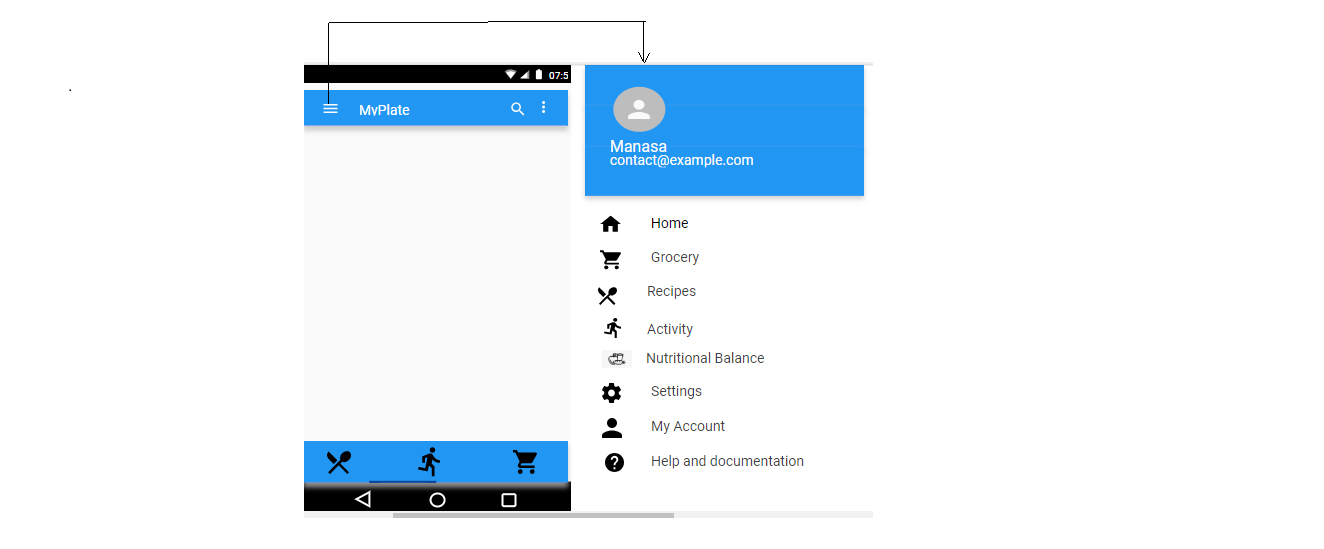 07:5
MyPlate
Manasa
contact@example.com
Home
Grocery
Recipes
Activity
Nutritional Balance
Settings
My Account
Help and documentation